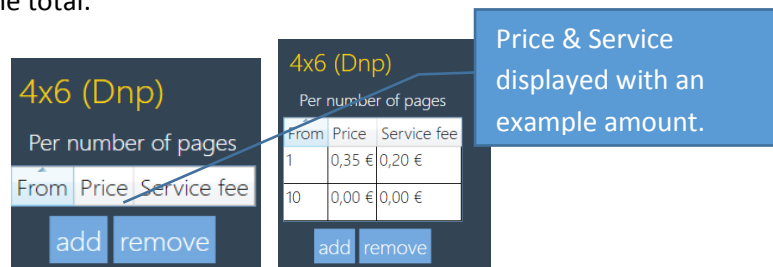 he total.
4x6 (Dnp)
Per number of pages
From Price Service fee
add remove
4x6 (Dnp)
Per number of pages
From Price Service fee
1 0,35 € 0,20 €
10 0,00 € 0,00 €
add remove
Price & Service
displayed with an
example amount.